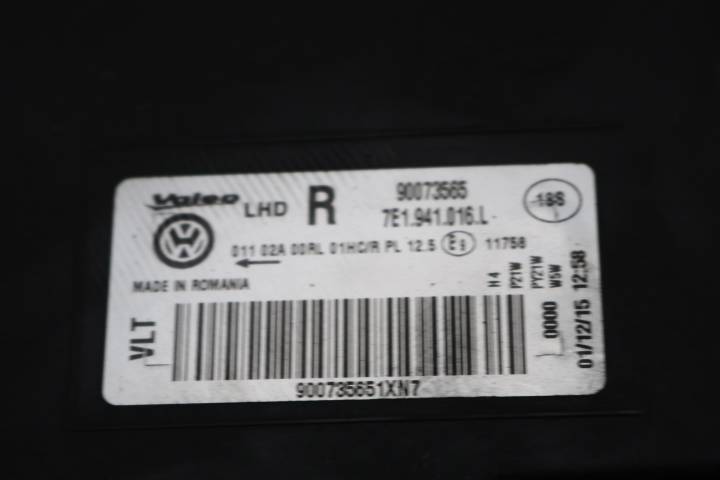 Valeo LHD R 90073565
7E1.941.016.L
011 02A 00RL 01HC/R PL 12.5 E9 11758
MADE IN ROMANIA
VLT
H4
P21W
PY21W
W5W
0000
01/12/15 12:58
900735651XN7